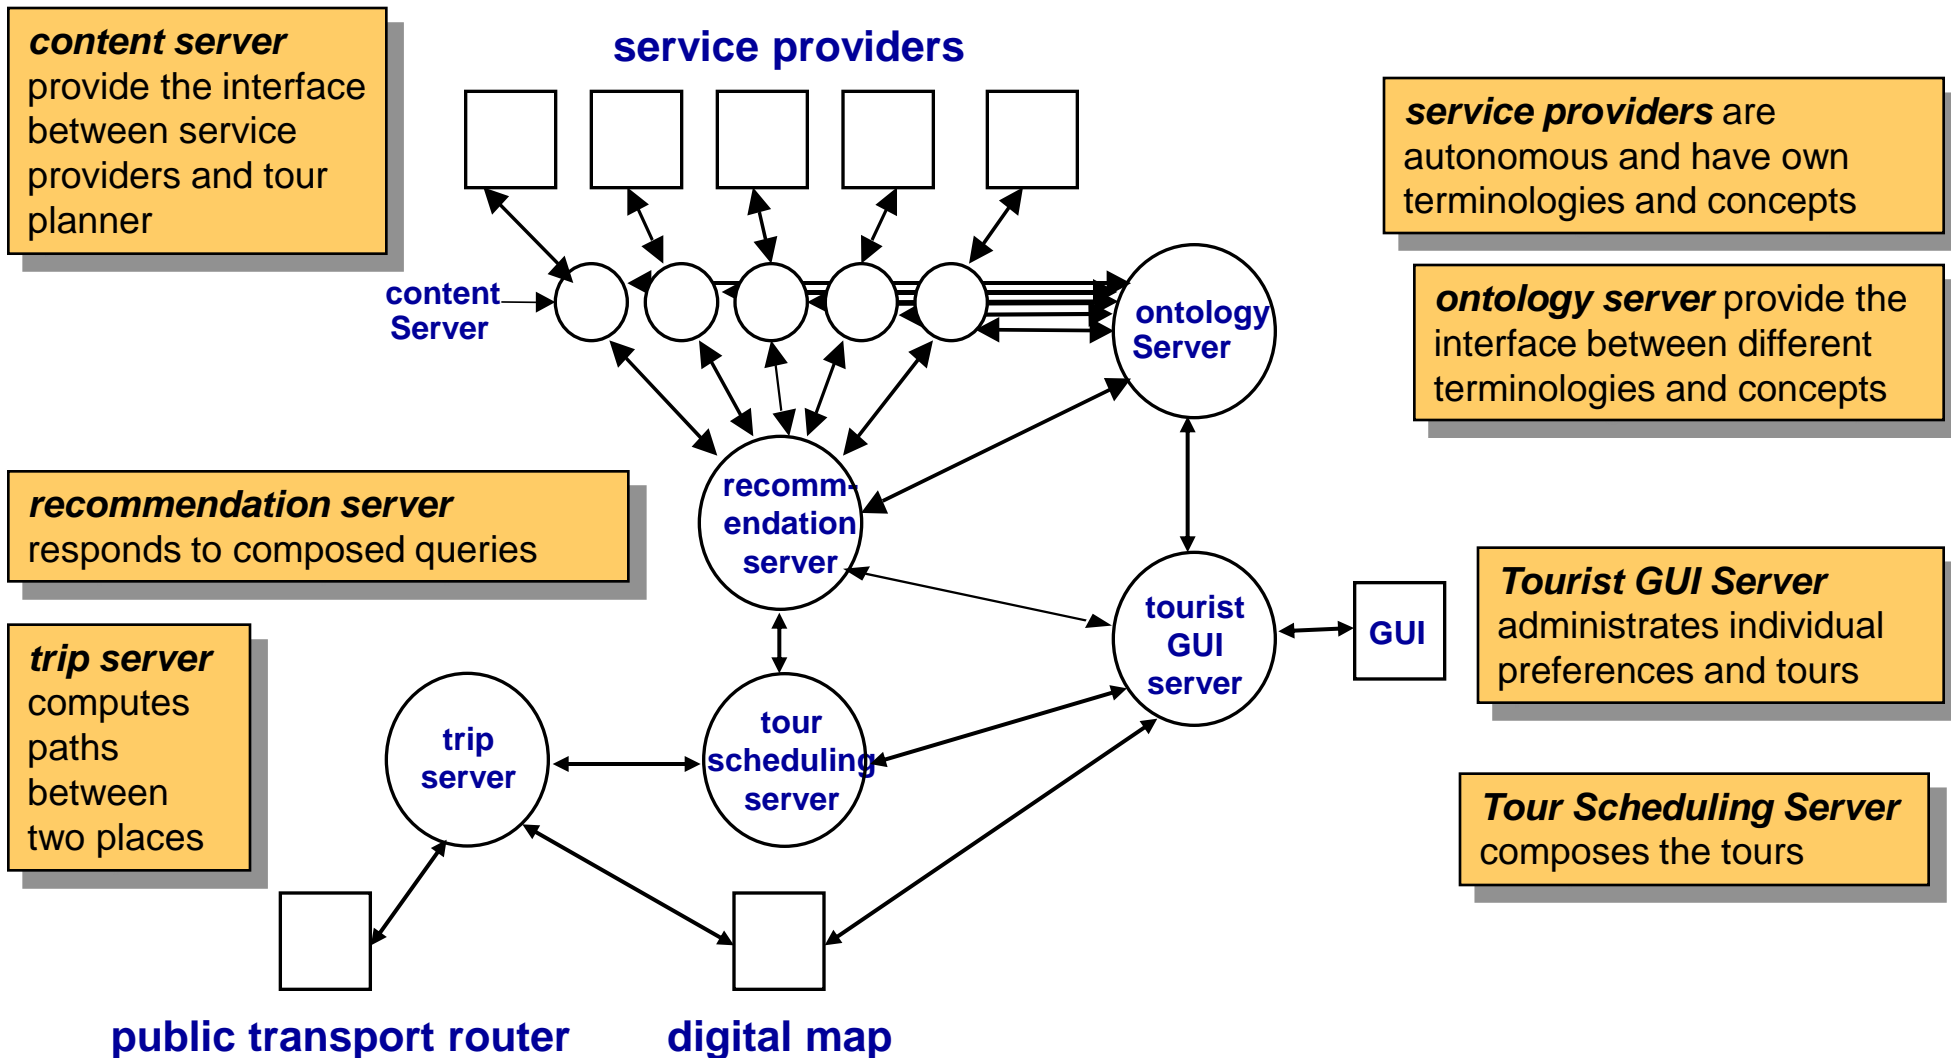 content server
provide the interface
between service
providers and tour
planner
service providers
service providers are
autonomous and have own
terminologies and concepts
content
Server
ontology
Server
ontology server provide the
interface between different
terminologies and concepts
recommendation server
responds to composed queries
recomm-
endation
server
tourist
GUI
server
GUI
Tourist GUI Server
administrates individual
preferences and tours
trip server
computes
paths
between
two places
trip
server
tour
scheduling
server
Tour Scheduling Server
composes the tours
public transport router
digital map